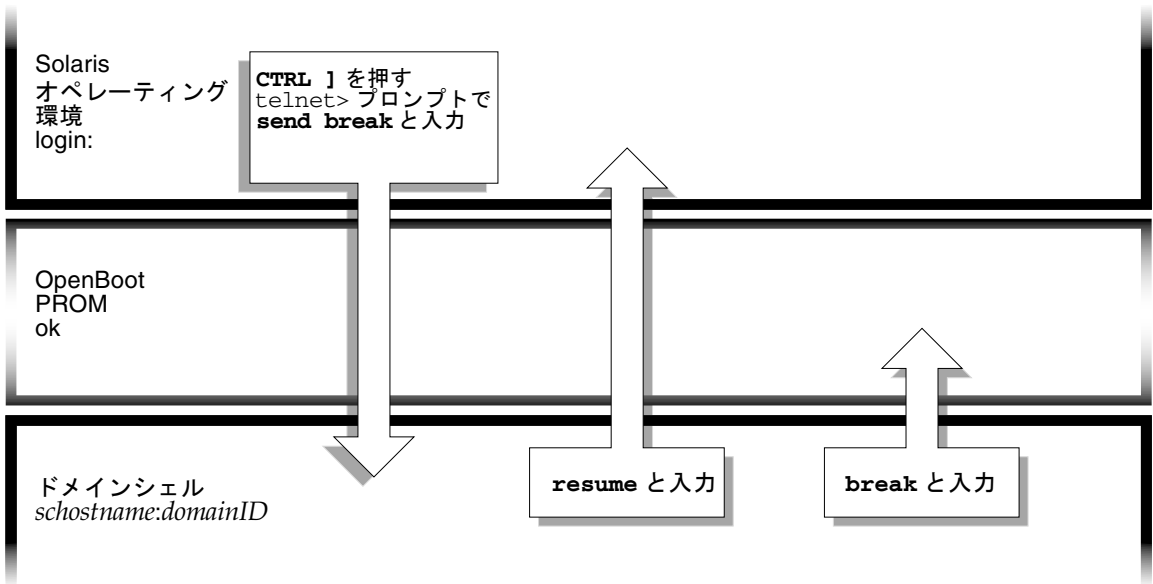 Solaris
オペレーティング
環境
login:
CTRL ] を押す
telnet> プロンプトで
send break と入力
OpenBoot
PROM
ok
ドメインシェル
schostname:domainID
resume と入力
break と入力